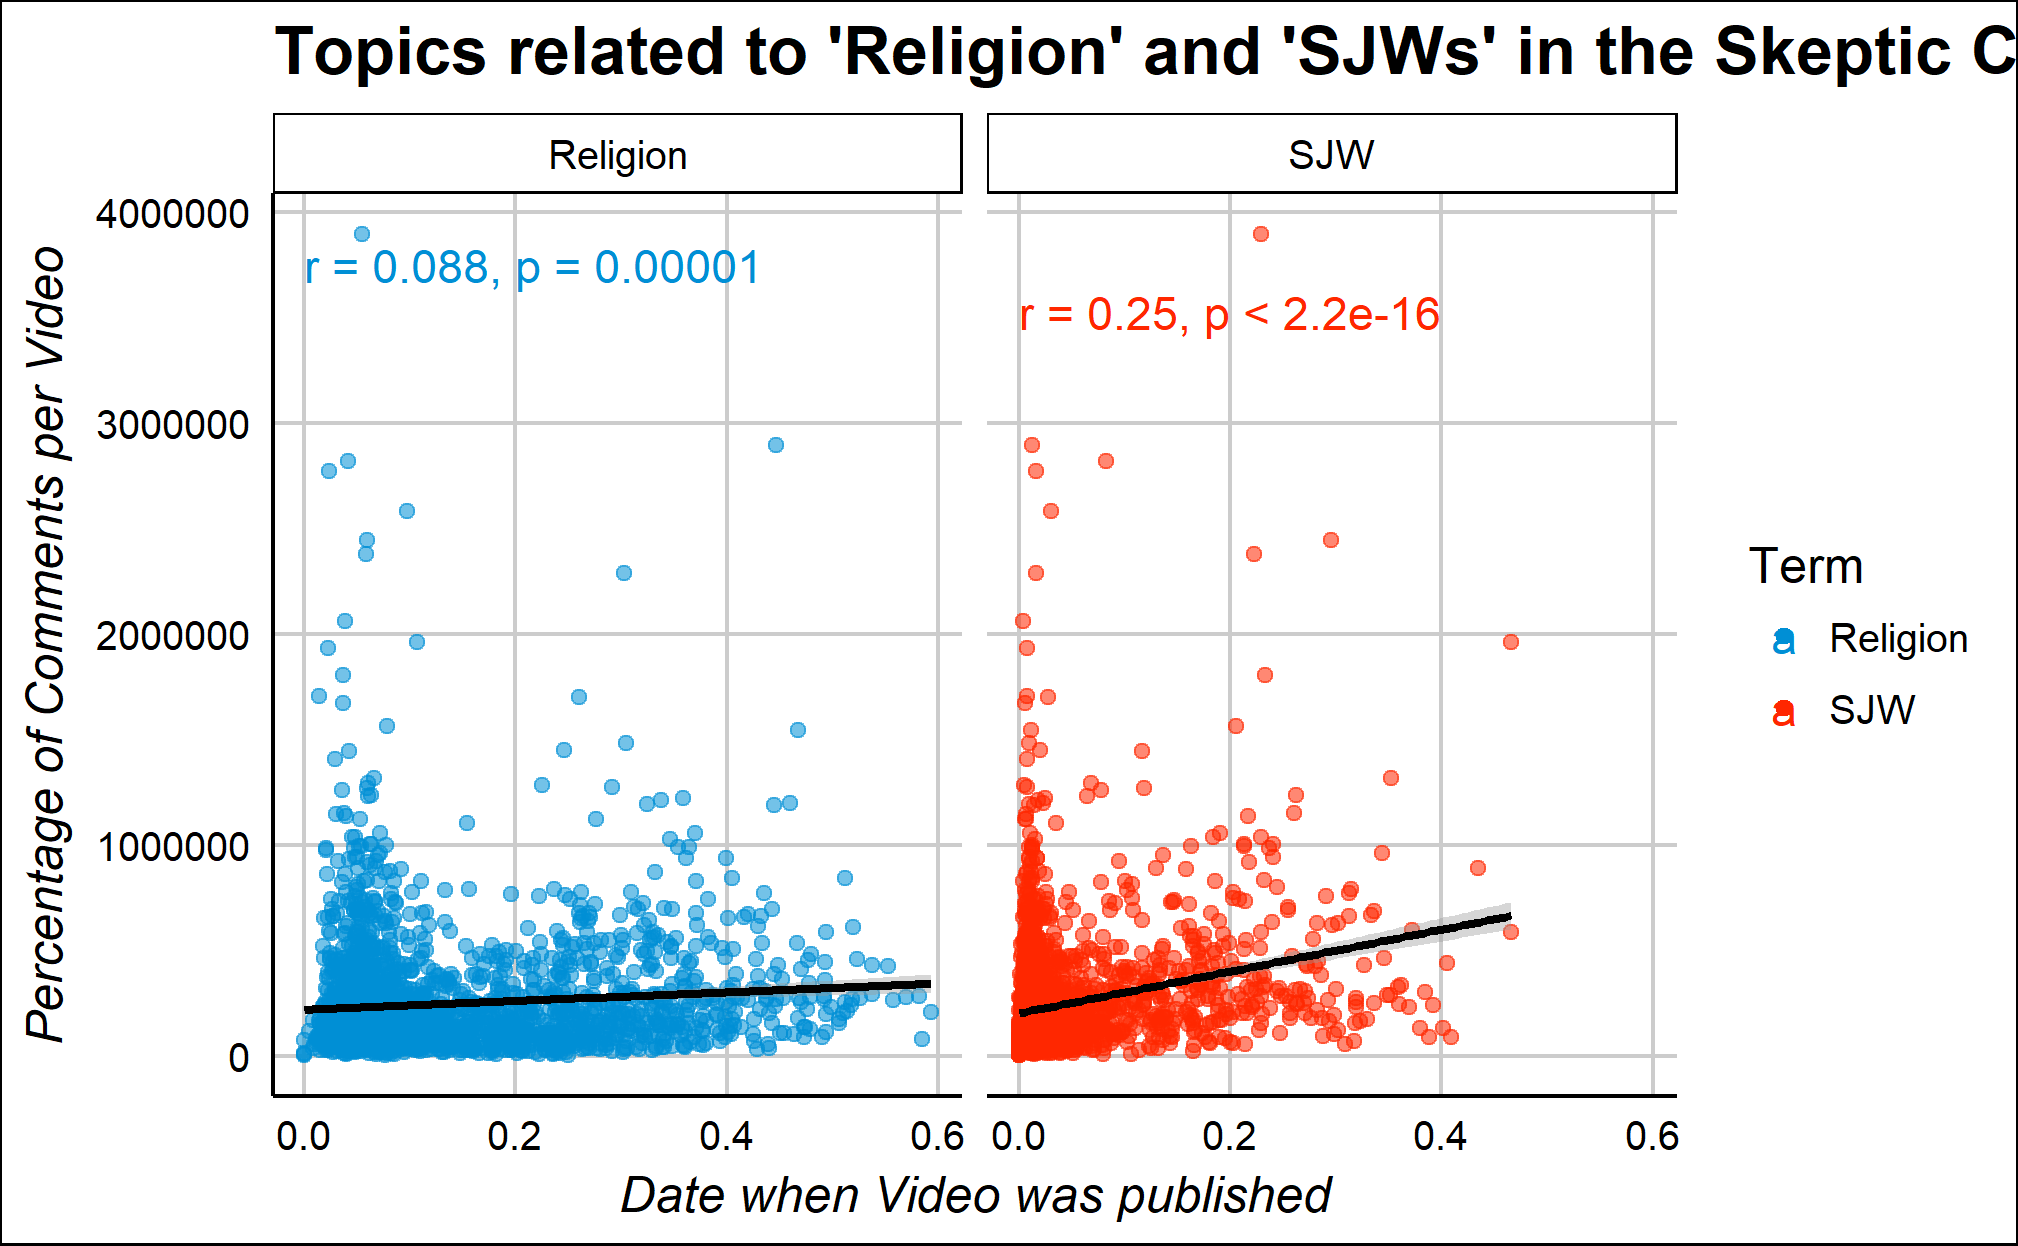 Topics related to 'Religion' and 'SJWs' in the Skeptic C
Religion
SJW
4000000
3000000
2000000
1000000
0
Percentage of Comments per Video
r = 0.088, p = 0.00001
r = 0.25, p < 2.2e-16
0.0 0.2 0.4 0.6
0.0 0.2 0.4 0.6
Date when Video was published
Term
a Religion
a SJW